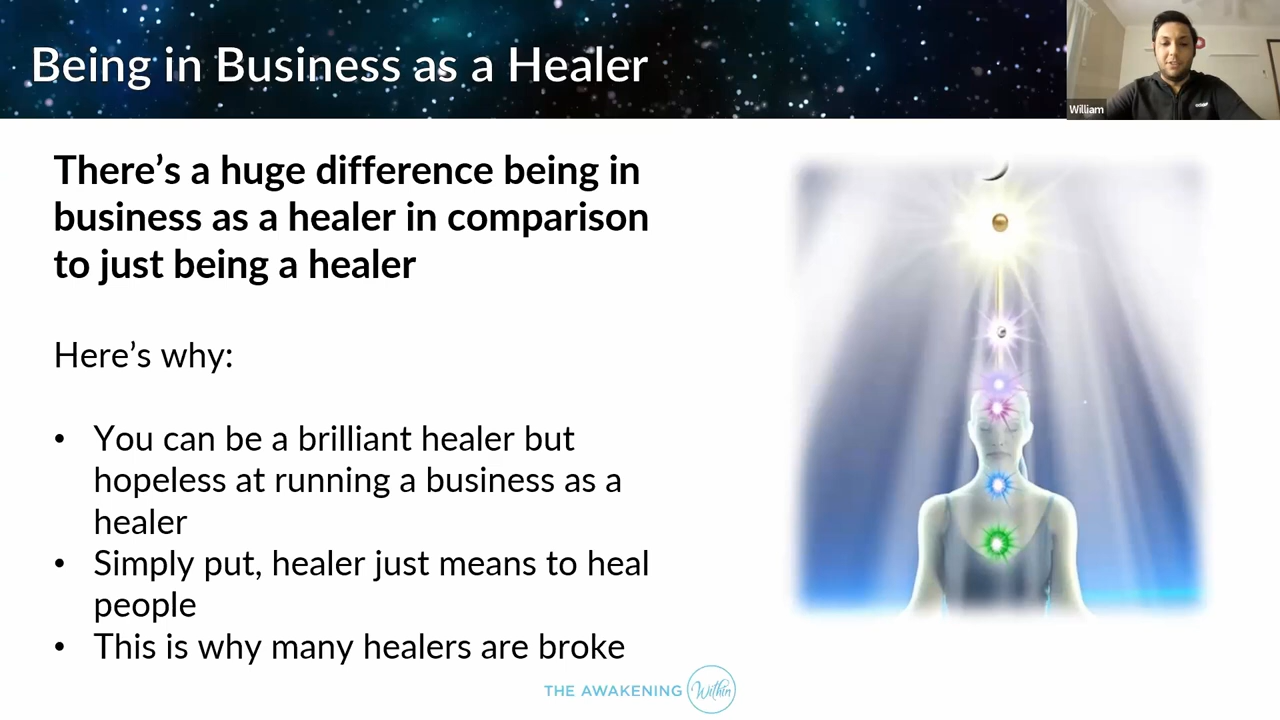 Being in Business as a Healer
William
There’s a huge difference being in
business as a healer in comparison
to just being a healer
Here’s why:
• You can be a brilliant healer but
hopeless at running a business as a
healer
• Simply put, healer just means to heal
people
• This is why many healers are broke
THE AWAKENING Within